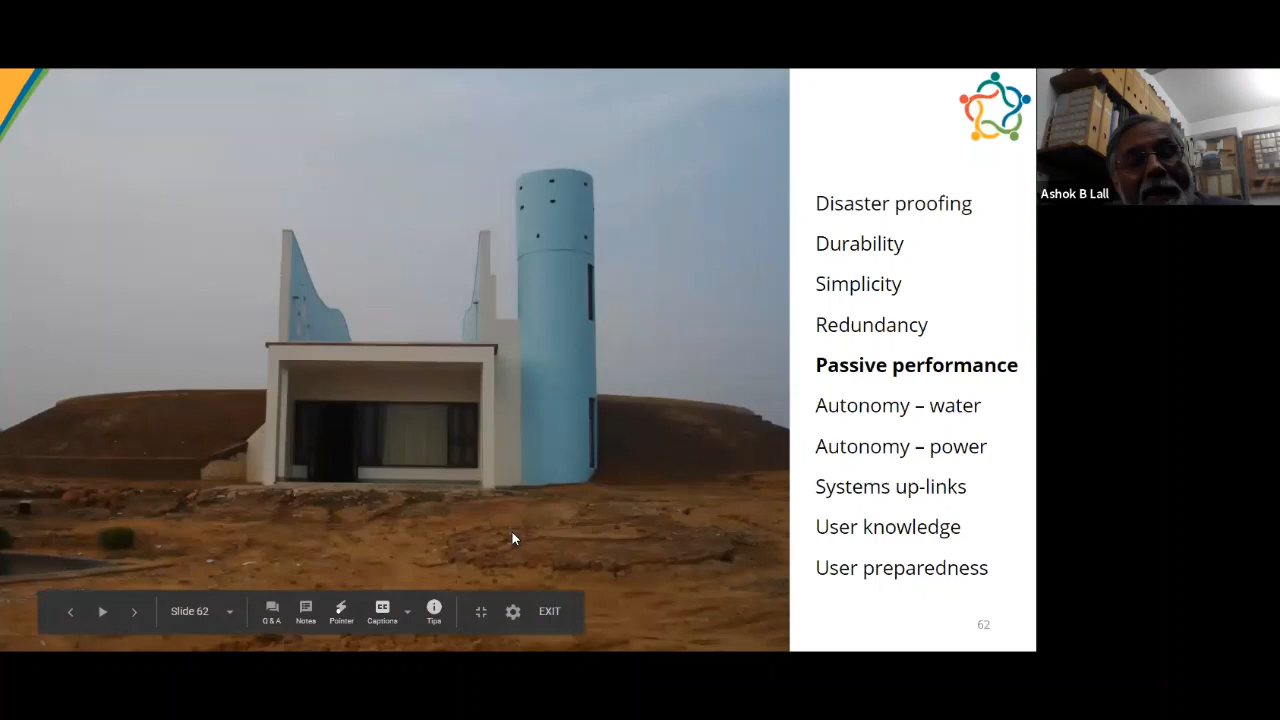 Disaster proofing
Durability
Simplicity
Redundancy
Passive performance
Autonomy – water
Autonomy – power
Systems up-links
User knowledge
User preparedness
62
Ashok B Lall
Slide 62
Q & A
Notes
Pointer
Captions
Tips
EXIT
CC